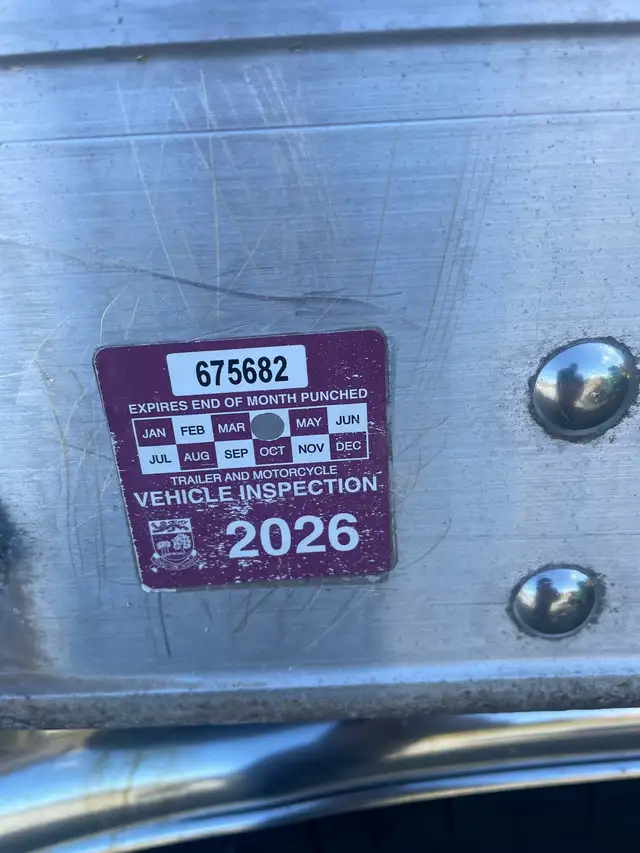 675682
EXPIRES END OF MONTH PUNCHED
JAN FEB MAR MAY JUN
JUL AUG SEP OCT NOV DEC
TRAILER AND MOTORCYCLE
VEHICLE INSPECTION
2026